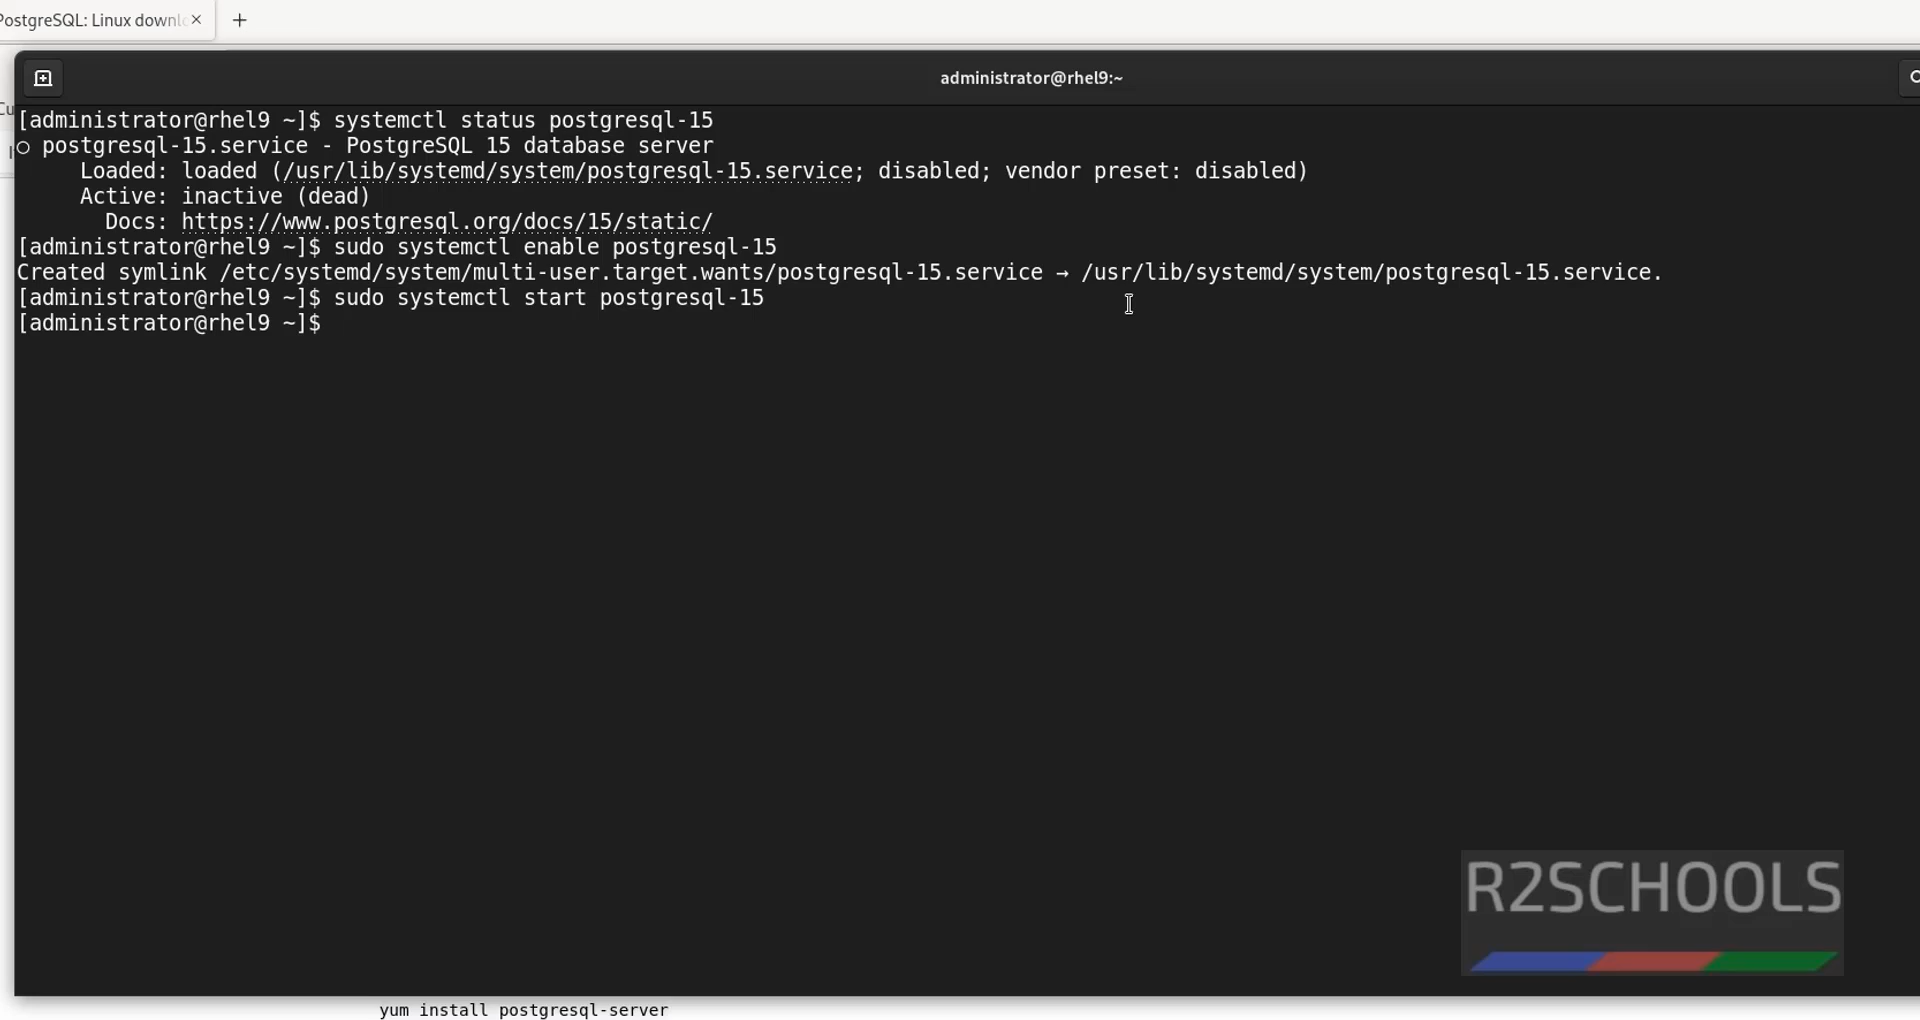 PostgreSQL: Linux downl
administrator@rhel9:~
[administrator@rhel9 ~]$ systemctl status postgresql-15
○ postgresql-15.service - PostgreSQL 15 database server
Loaded: loaded (/usr/lib/systemd/system/postgresql-15.service; disabled; vendor preset: disabled)
Active: inactive (dead)
Docs: https://www.postgresql.org/docs/15/static/
[administrator@rhel9 ~]$ sudo systemctl enable postgresql-15
Created symlink /etc/systemd/system/multi-user.target.wants/postgresql-15.service → /usr/lib/systemd/system/postgresql-15.service.
[administrator@rhel9 ~]$ sudo systemctl start postgresql-15
[administrator@rhel9 ~]$
R2SCHOOLS
yum install postgresql-server